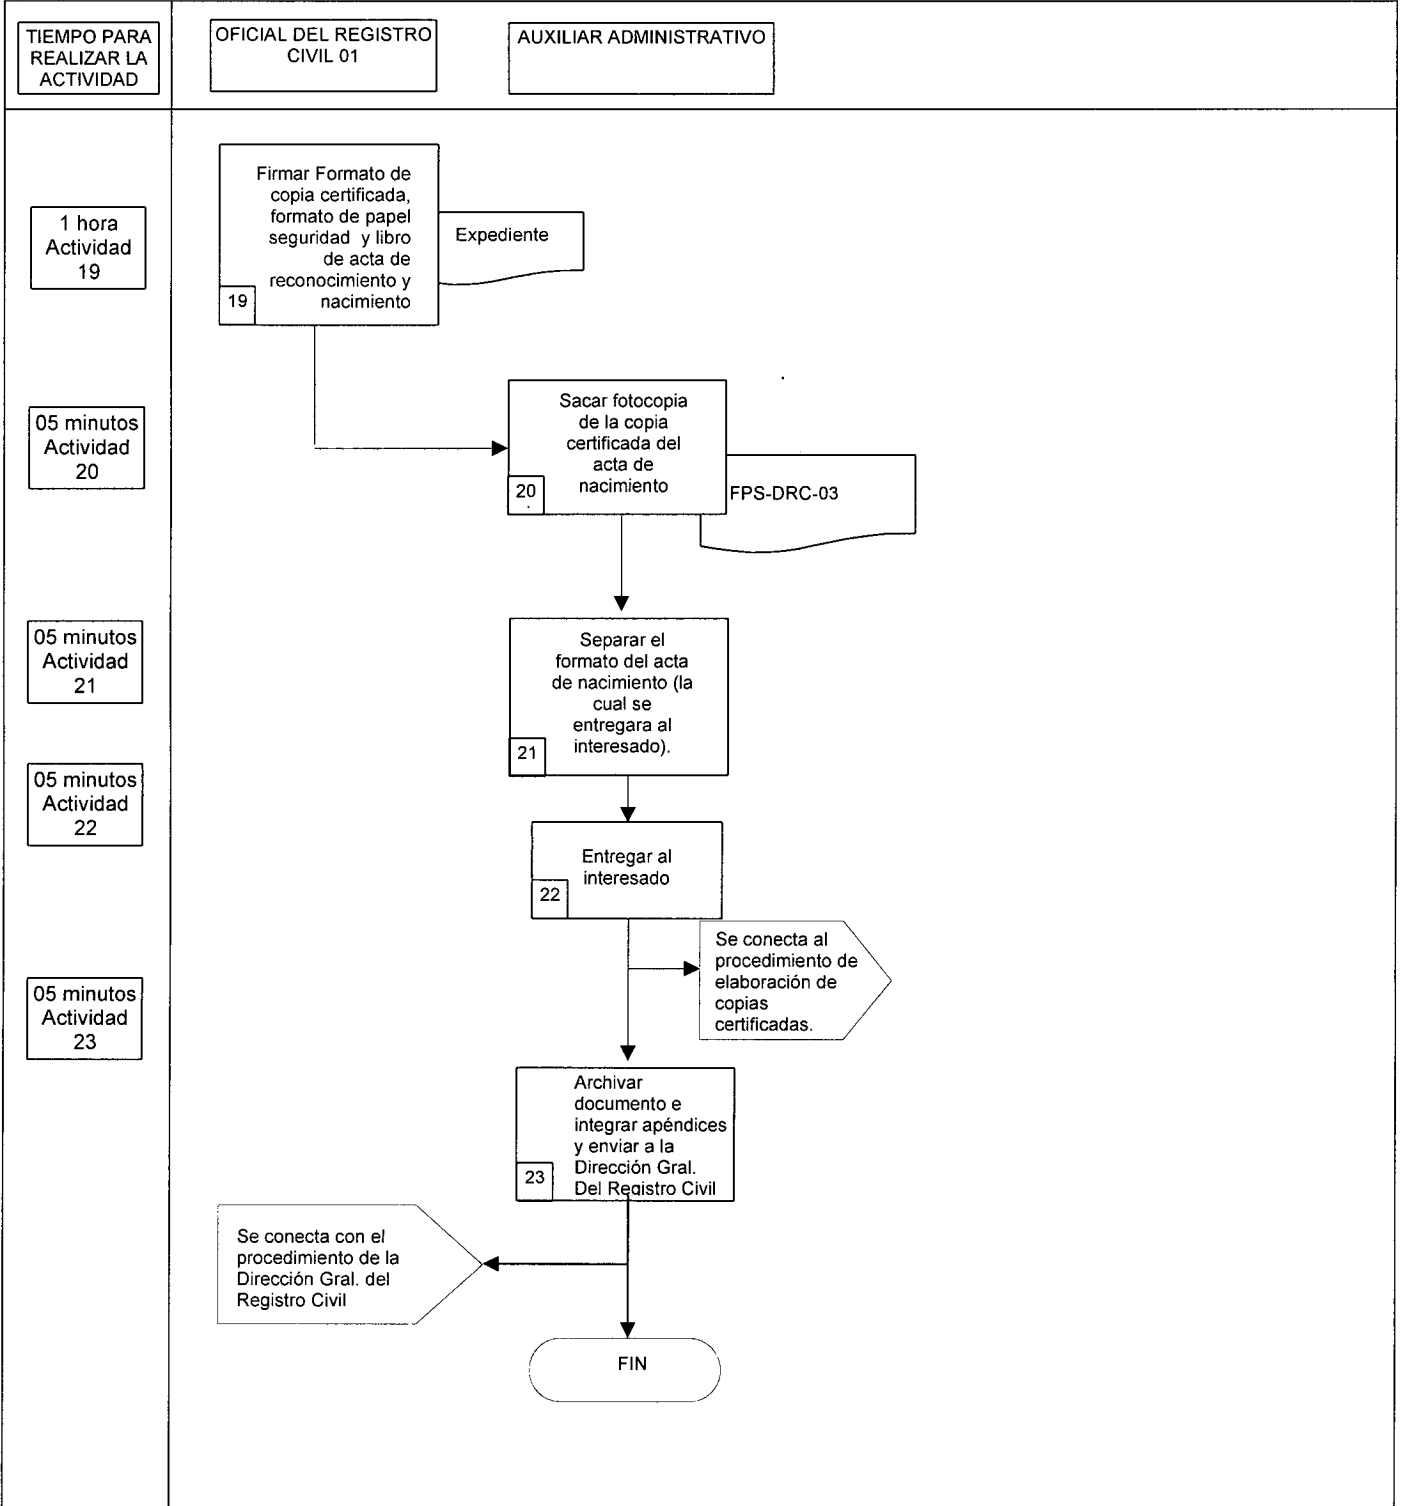 TIEMPO PARA
REALIZAR LA
ACTIVIDAD
OFICIAL DEL REGISTRO
CIVIL 01
AUXILIAR ADMINISTRATIVO
1 hora
Actividad
19
Firmar Formato de
copia certificada,
formato de papel
seguridad y libro
de acta de
reconocimiento y
nacimiento
19
Expediente
05 minutos
Actividad
20
Sacar fotocopia
de la copia
certificada del
acta de
nacimiento
20
FPS-DRC-03
05 minutos
Actividad
21
Separar el
formato del acta
de nacimiento (la
cual se
entregara al
interesado).
21
05 minutos
Actividad
22
Entregar al
interesado
22
Se conecta al
procedimiento de
elaboración de
copias
certificadas.
05 minutos
Actividad
23
Archivar
documento e
integrar apéndices
y enviar a la
Dirección Gral.
Del Registro Civil
23
Se conecta con el
procedimiento de la
Dirección Gral. del
Registro Civil
FIN